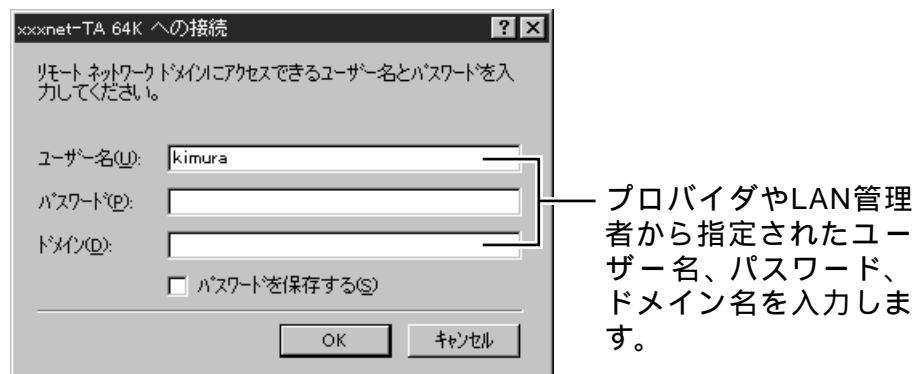 xxxnet-TA 64K への接続
リモート ネットワーク ドメインにアクセスできるユーザー名とパスワードを入
力してください。
ユーザー名(U):
kimura
パスワード(P):
ドメイン(D):
パスワードを保存する(S)
OK
キャンセル
プロバイダやLAN管理
者から指定されたユー
ザー名、パスワード、
ドメイン名を入力しま
す。